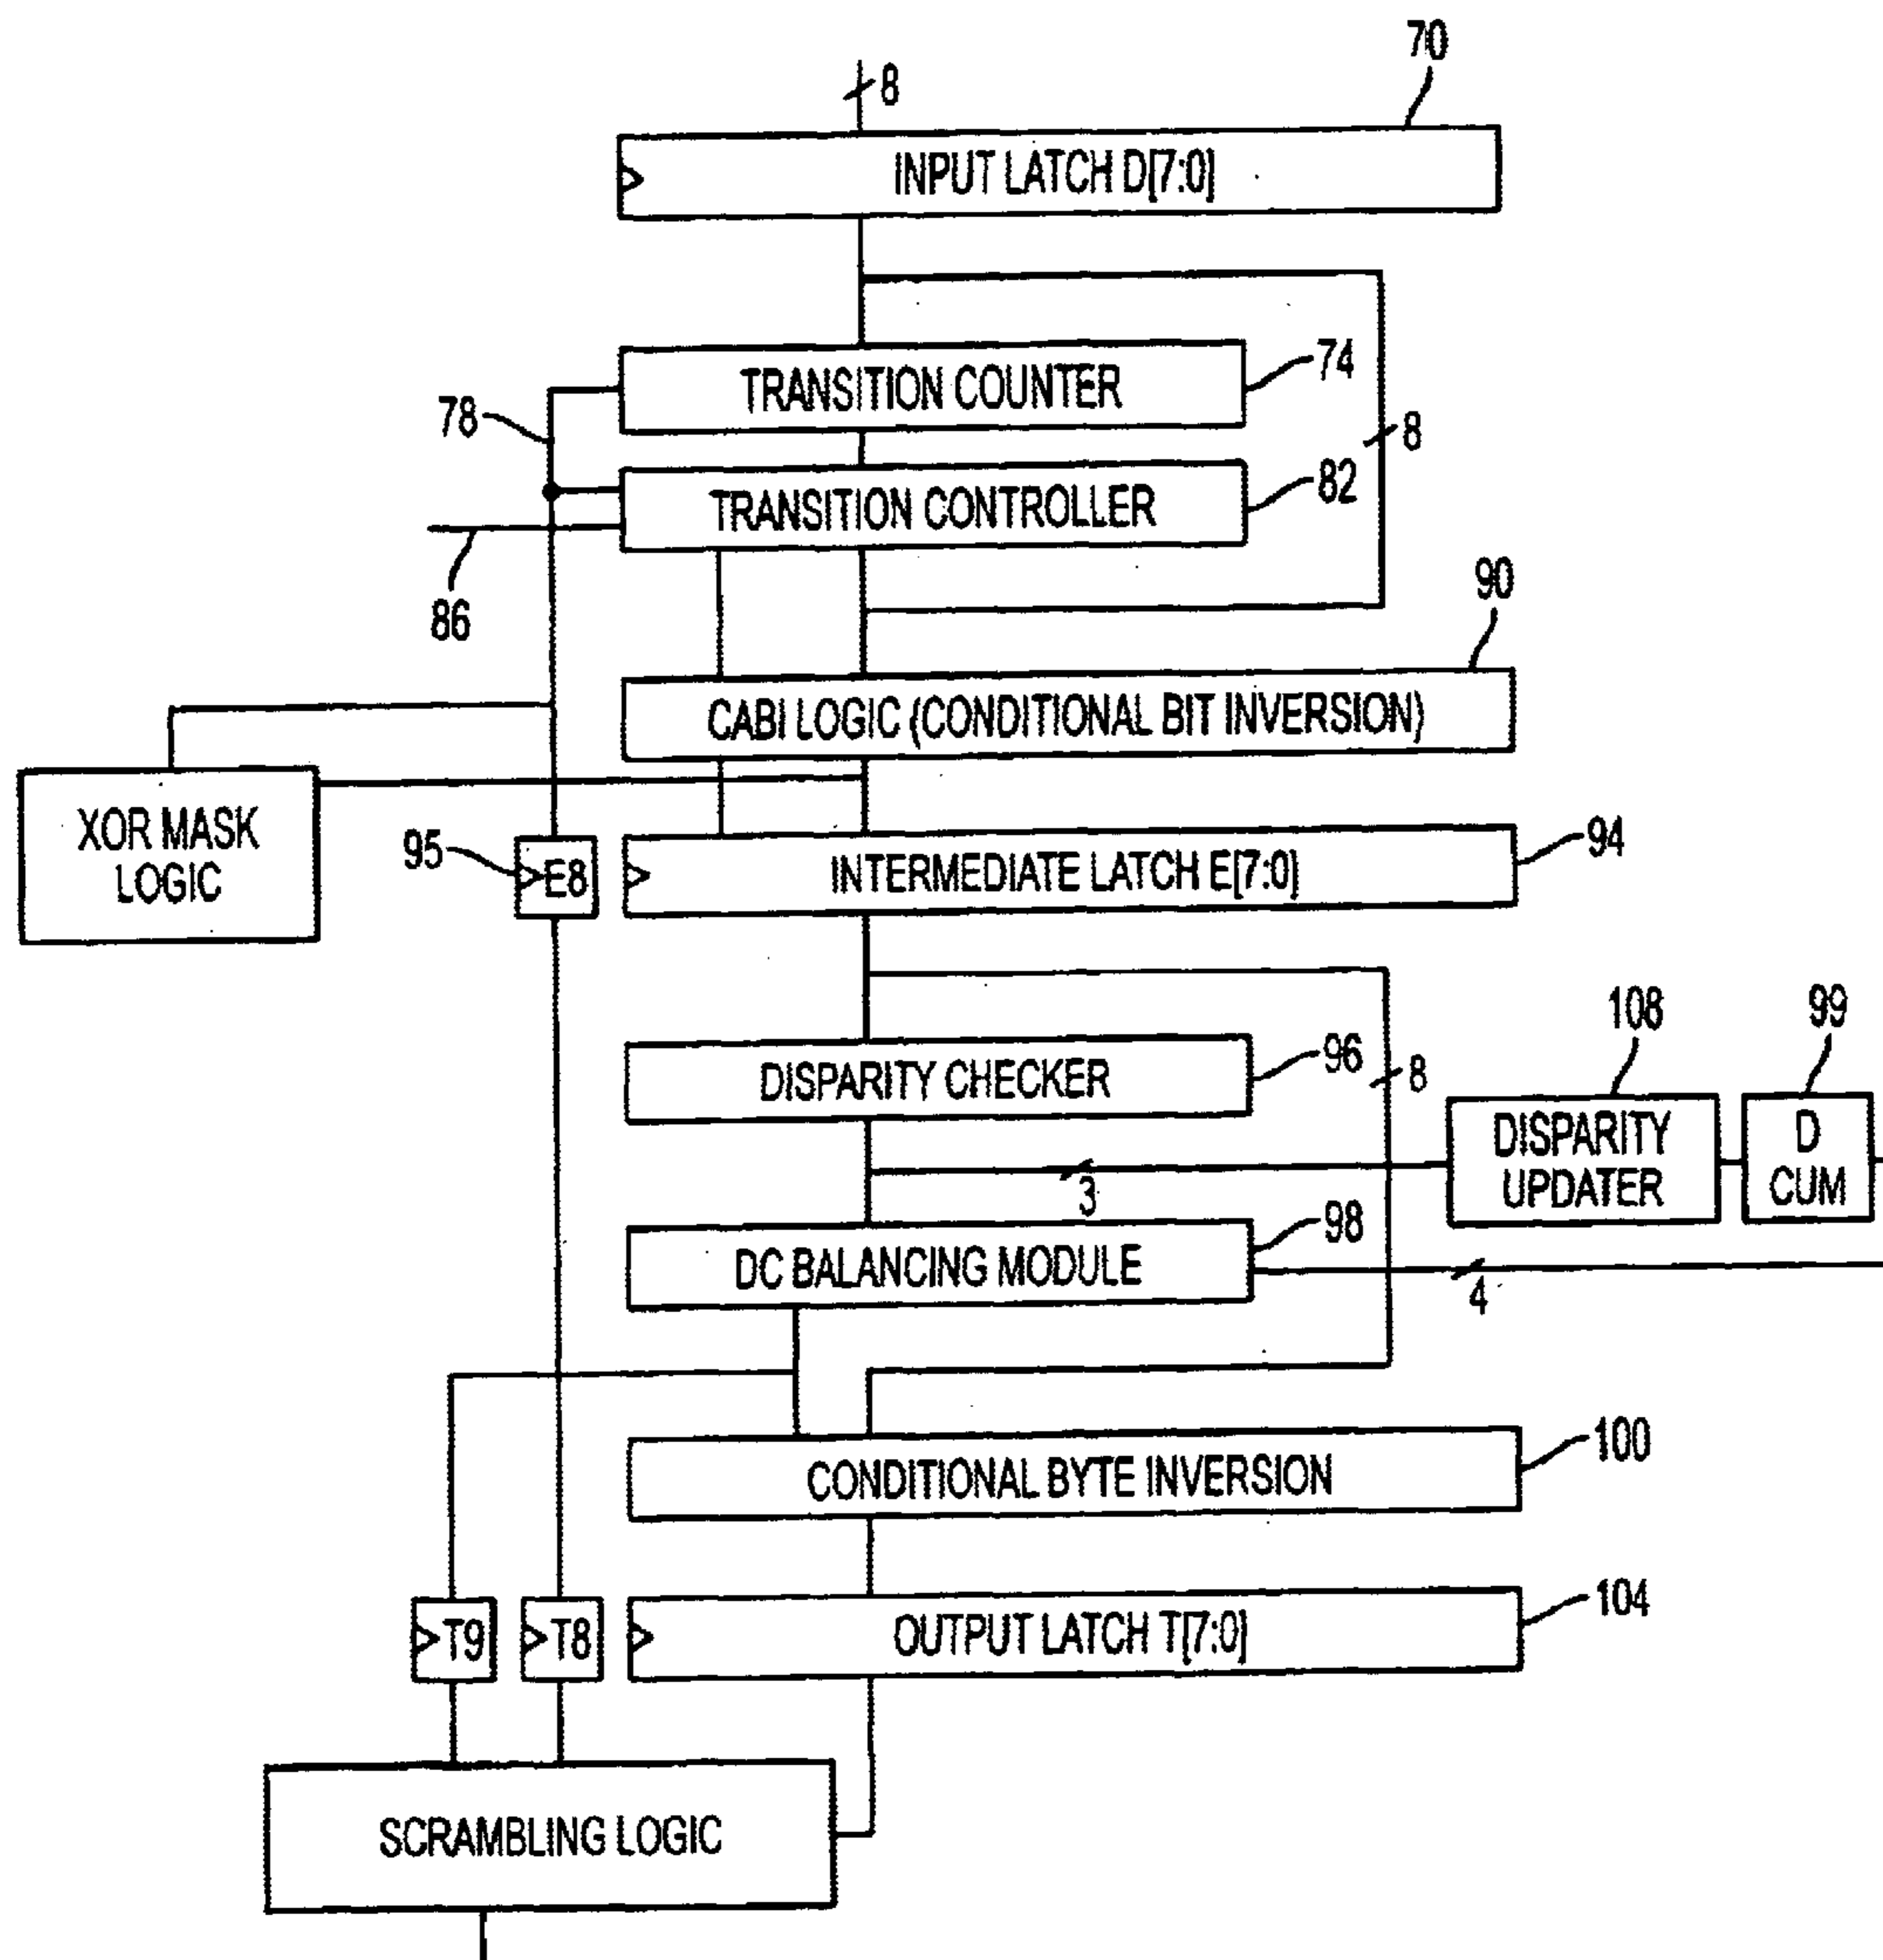 70
8
INPUT LATCH D[7:0]
TRANSITION COUNTER
74
78
8
TRANSITION CONTROLLER
82
86
90
CABI LOGIC (CONDITIONAL BIT INVERSION)
XOR MASK
LOGIC
95
E8
INTERMEDIATE LATCH E[7:0]
94
108
99
DISPARITY CHECKER
96
8
DISPARITY
UPDATER
D
CUM
3
DC BALANCING MODULE
98
4
CONDITIONAL BYTE INVERSION
100
T9
T8
OUTPUT LATCH T[7:0]
104
SCRAMBLING LOGIC